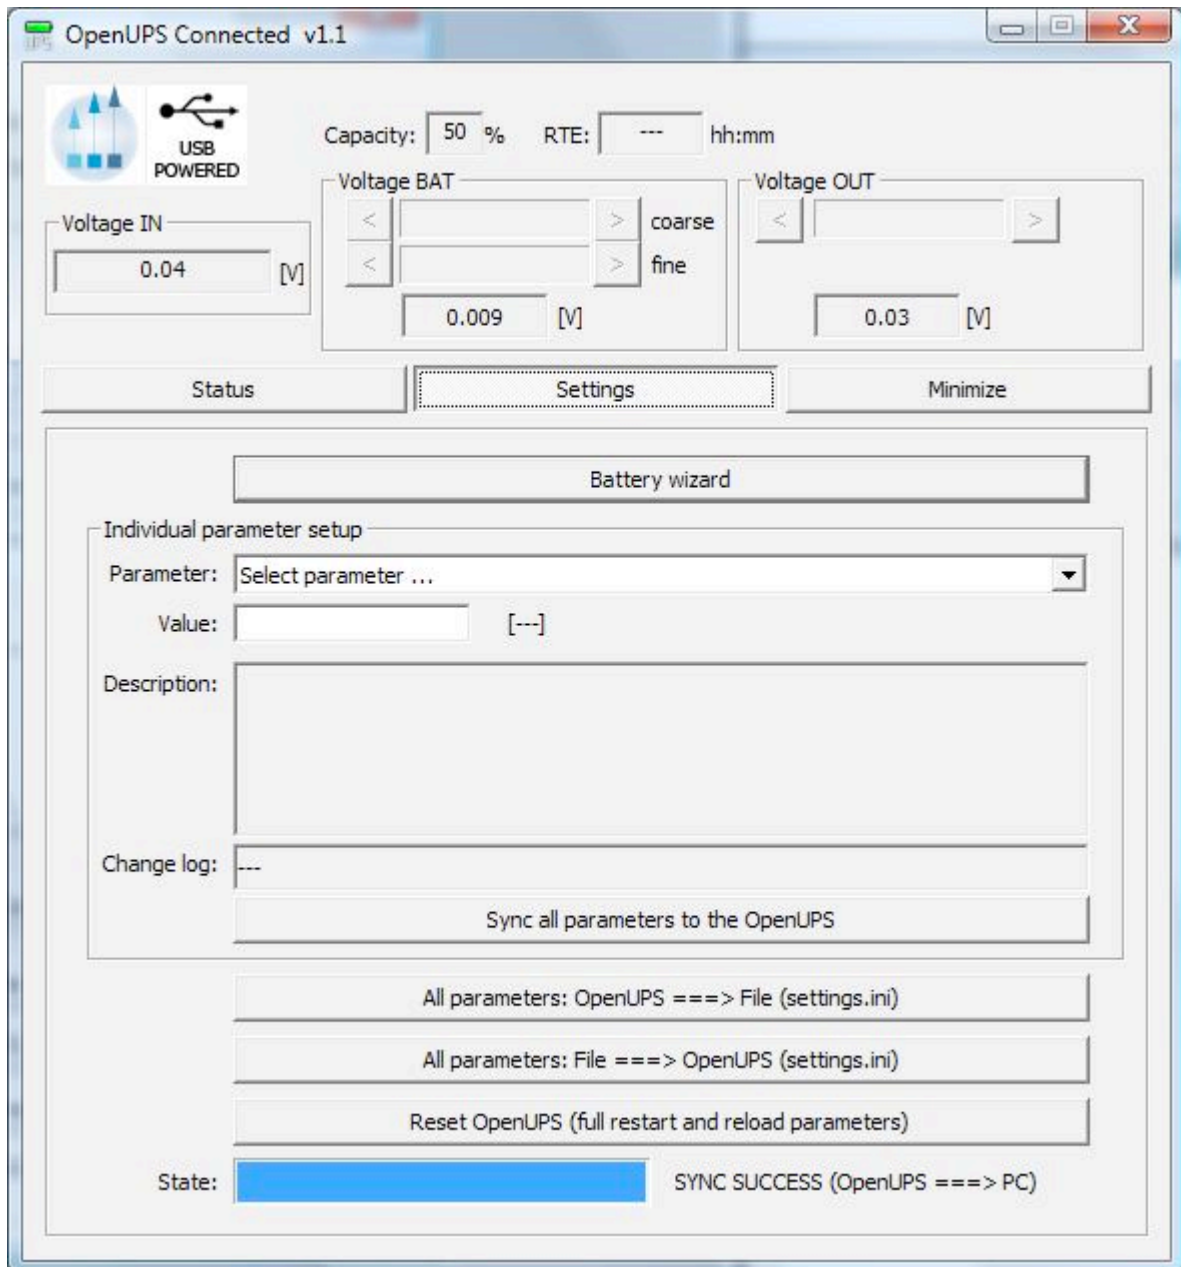 OpenUPS Connected v1.1
USB
POWERED
Capacity: 50 % RTE: --- hh:mm
Voltage IN
0.04 [V]
Voltage BAT
< > coarse
< > fine
0.009 [V]
Voltage OUT
< >
0.03 [V]
Status Settings Minimize
Battery wizard
Individual parameter setup
Parameter: Select parameter ...
Value: [---]
Description:
Change log: ---
Sync all parameters to the OpenUPS
All parameters: OpenUPS ===> File (settings.ini)
All parameters: File ===> OpenUPS (settings.ini)
Reset OpenUPS (full restart and reload parameters)
State: SYNC SUCCESS (OpenUPS ===> PC)